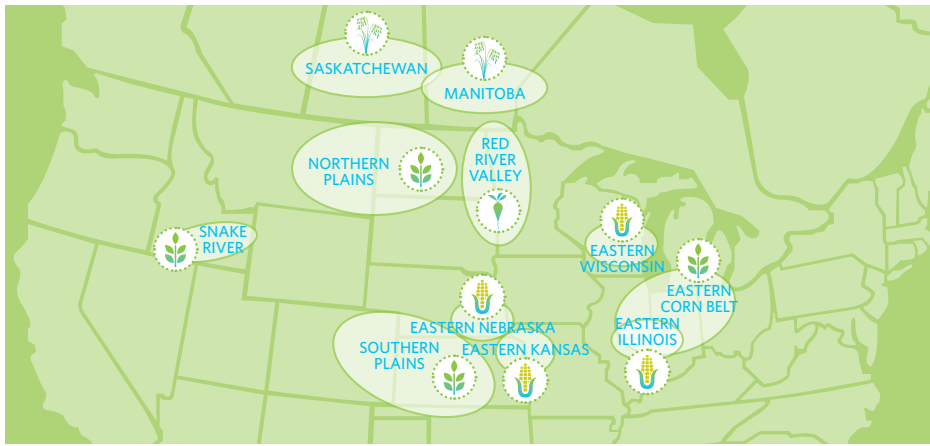 SASKATCHEWAN
MANITOBA
NORTHERN
PLAINS
RED
RIVER
VALLEY
SNAKE
RIVER
EASTERN
WISCONSIN
EASTERN
CORN BELT
EASTERN
ILLINOIS
EASTERN NEBRASKA
SOUTHERN
PLAINS
EASTERN KANSAS